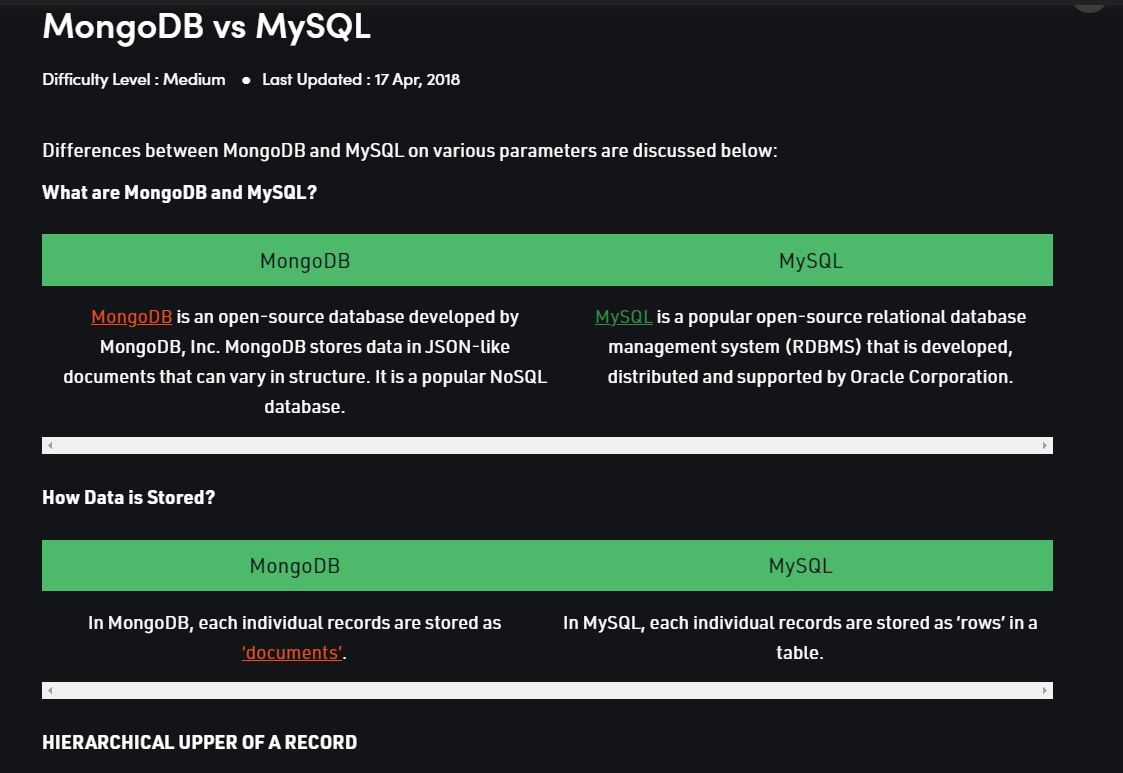 MongoDB vs MySQL
Difficulty Level : Medium ● Last Updated : 17 Apr, 2018
Differences between MongoDB and MySQL on various parameters are discussed below:
What are MongoDB and MySQL?
MongoDB MySQL
MongoDB is an open-source database developed by
MongoDB, Inc. MongoDB stores data in JSON-like
documents that can vary in structure. It is a popular NoSQL
database.
MySQL is a popular open-source relational database
management system (RDBMS) that is developed,
distributed and supported by Oracle Corporation.
How Data is Stored?
MongoDB MySQL
In MongoDB, each individual records are stored as
‘documents’.
In MySQL, each individual records are stored as ‘rows’ in a
table.
HIERARCHICAL UPPER OF A RECORD